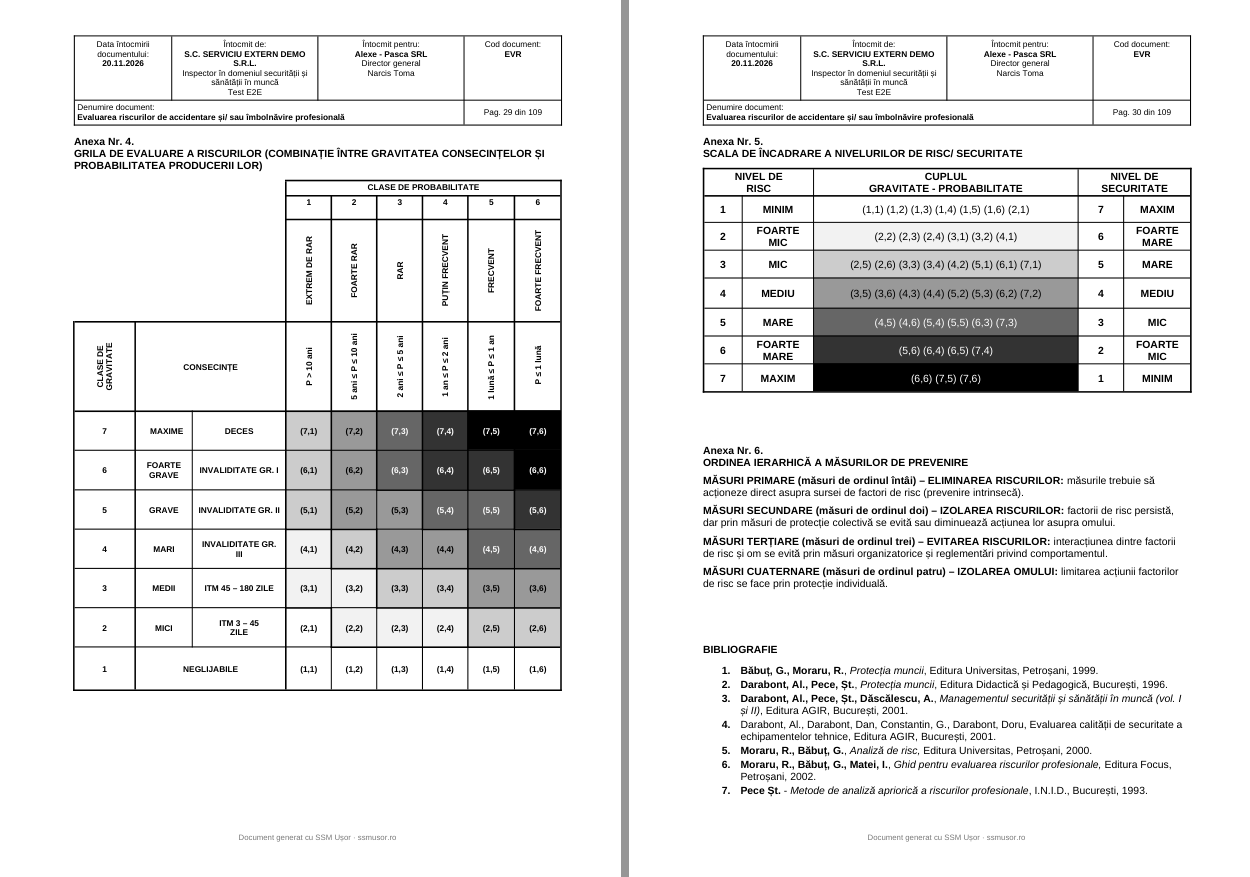 Data întocmirii
documentului:
20.11.2026
Întocmit de:
S.C. SERVICIU EXTERN DEMO
S.R.L.
Inspector în domeniul securității și
sănătății în muncă
Test E2E
Întocmit pentru:
Alexe - Pasca SRL
Director general
Narcis Toma
Cod document:
EVR
Denumire document:
Evaluarea riscurilor de accidentare și/ sau îmbolnăvire profesională
Pag. 29 din 109
Anexa Nr. 4.
GRILA DE EVALUARE A RISCURILOR (COMBINAȚIE ÎNTRE GRAVITATEA CONSECINȚELOR ȘI
PROBABILITATEA PRODUCERII LOR)
CLASE DE PROBABILITATE
1 2 3 4 5 6
EXTREM DE RAR
FOARTE RAR
RAR
PUȚIN FRECVENT
FRECVENT
FOARTE FRECVENT
CLASE DE
GRAVITATE
CONSECINȚE
P > 10 ani
5 ani ≤ P ≤ 10 ani
2 ani ≤ P ≤ 5 ani
1 an ≤ P ≤ 2 ani
1 lună ≤ P ≤ 1 an
P ≤ 1 lună
7 MAXIME DECES (7,1) (7,2) (7,3) (7,4) (7,5) (7,6)
6 FOARTE
GRAVE
INVALIDITATE GR. I (6,1) (6,2) (6,3) (6,4) (6,5) (6,6)
5 GRAVE INVALIDITATE GR. II (5,1) (5,2) (5,3) (5,4) (5,5) (5,6)
4 MARI INVALIDITATE GR.
III
(4,1) (4,2) (4,3) (4,4) (4,5) (4,6)
3 MEDII ITM 45 – 180 ZILE (3,1) (3,2) (3,3) (3,4) (3,5) (3,6)
2 MICI ITM 3 – 45
ZILE
(2,1) (2,2) (2,3) (2,4) (2,5) (2,6)
1 NEGLIJABILE (1,1) (1,2) (1,3) (1,4) (1,5) (1,6)
Document generat cu SSM Ușor · ssmusor.ro
Data întocmirii
documentului:
20.11.2026
Întocmit de:
S.C. SERVICIU EXTERN DEMO
S.R.L.
Inspector în domeniul securității și
sănătății în muncă
Test E2E
Întocmit pentru:
Alexe - Pasca SRL
Director general
Narcis Toma
Cod document:
EVR
Denumire document:
Evaluarea riscurilor de accidentare și/ sau îmbolnăvire profesională
Pag. 30 din 109
Anexa Nr. 5.
SCALA DE ÎNCADRARE A NIVELURILOR DE RISC/ SECURITATE
NIVEL DE
RISC
CUPLUL
GRAVITATE - PROBABILITATE
NIVEL DE
SECURITATE
1 MINIM (1,1) (1,2) (1,3) (1,4) (1,5) (1,6) (2,1) 7 MAXIM
2 FOARTE
MIC
(2,2) (2,3) (2,4) (3,1) (3,2) (4,1) 6 FOARTE
MARE
3 MIC (2,5) (2,6) (3,3) (3,4) (4,2) (5,1) (6,1) (7,1) 5 MARE
4 MEDIU (3,5) (3,6) (4,3) (4,4) (5,2) (5,3) (6,2) (7,2) 4 MEDIU
5 MARE (4,5) (4,6) (5,4) (5,5) (6,3) (7,3) 3 MIC
6 FOARTE
MARE
(5,6) (6,4) (6,5) (7,4) 2 FOARTE
MIC
7 MAXIM (6,6) (7,5) (7,6) 1 MINIM
Anexa Nr. 6.
ORDINEA IERARHICĂ A MĂSURILOR DE PREVENIRE
MĂSURI PRIMARE (măsuri de ordinul întâi) – ELIMINAREA RISCURILOR: măsurile trebuie să
acționeze direct asupra sursei de factori de risc (prevenire intrinsecă).
MĂSURI SECUNDARE (măsuri de ordinul doi) – IZOLAREA RISCURILOR: factorii de risc persistă,
dar prin măsuri de protecție colectivă se evită sau diminuează acțiunea lor asupra omului.
MĂSURI TERȚIARE (măsuri de ordinul trei) – EVITAREA RISCURILOR: interacțiunea dintre factorii
de risc și om se evită prin măsuri organizatorice și reglementări privind comportamentul.
MĂSURI CUATERNARE (măsuri de ordinul patru) – IZOLAREA OMULUI: limitarea acțiunii factorilor
de risc se face prin protecție individuală.
BIBLIOGRAFIE
1. Băbuț, G., Moraru, R., Protecția muncii, Editura Universitas, Petroșani, 1999.
2. Darabont, Al., Pece, Șt., Protecția muncii, Editura Didactică și Pedagogică, București, 1996.
3. Darabont, Al., Pece, Șt., Dăscălescu, A., Managementul securității și sănătății în muncă (vol. I
și II), Editura AGIR, București, 2001.
4. Darabont, Al., Darabont, Dan, Constantin, G., Darabont, Doru, Evaluarea calității de securitate a
echipamentelor tehnice, Editura AGIR, București, 2001.
5. Moraru, R., Băbuț, G., Analiză de risc, Editura Universitas, Petroșani, 2000.
6. Moraru, R., Băbuț, G., Matei, I., Ghid pentru evaluarea riscurilor profesionale, Editura Focus,
Petroșani, 2002.
7. Pece Șt. - Metode de analiză apriorică a riscurilor profesionale, I.N.I.D., București, 1993.
Document generat cu SSM Ușor · ssmusor.ro